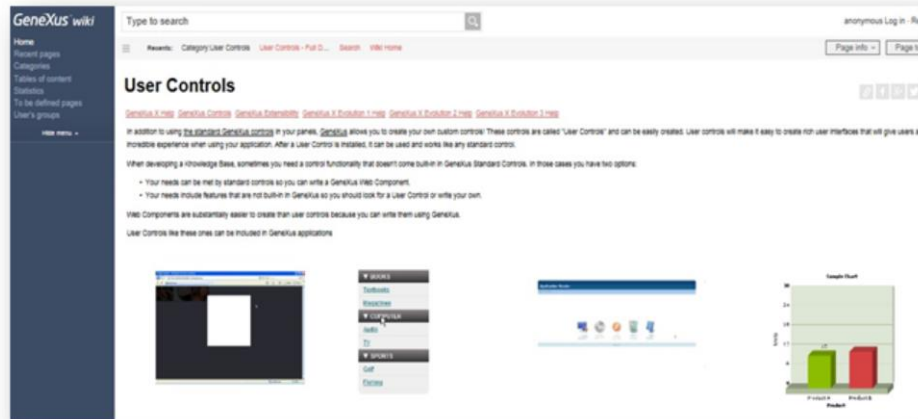 GeneXus wiki
Type to search
anonymous Log in · Re
Home
Recent pages
Categories
Tables of content
Statistics
To be defined pages
User's groups
Hide menu
Recents: Category User Controls User Controls - Full D... Search Wiki Home
Page info
Page to
User Controls
GeneXus X Help GeneXus Controls GeneXus Extensibility GeneXus X Evolution 1 Help GeneXus X Evolution 2 Help GeneXus X Evolution 3 Help
In addition to using the standard GeneXus controls in your panels, GeneXus allows you to create your own custom controls! These controls are called "User Controls" and can be easily created. User controls will make it easy to create rich user interfaces that will give users a
incredible experience when using your application. After a User Control is installed, it can be used and works like any standard control.
When developing a Knowledge Base, sometimes you need a control functionality that doesn't come built-in in GeneXus Standard Controls. In those cases you have two options:
• Your needs can be met by standard controls so you can write a GeneXus Web Component.
• Your needs include features that are not built-in in GeneXus so you should look for a User Control or write your own.
Web Components are substantially easier to create than user controls because you can write them using GeneXus.
User Controls like these ones can be included in GeneXus applications
▼ BOOKS
Textbooks
Magazines
▼ COMPUTER
Audio
TV
▼ SPORTS
Golf
Fishing
Sample Chart
Product A
Product B
Product